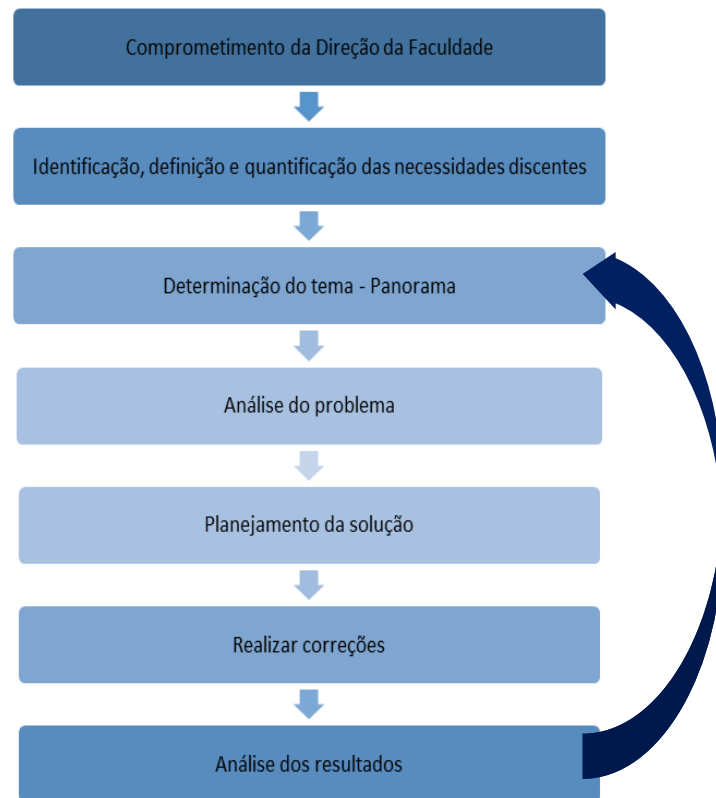 Comprometimento da Direção da Faculdade
Identificação, definição e quantificação das necessidades discentes
Determinação do tema - Panorama
Análise do problema
Planejamento da solução
Realizar correções
Análise dos resultados